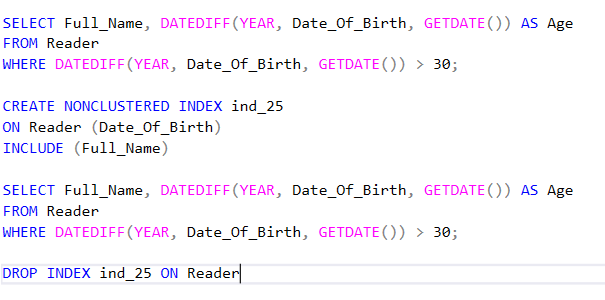 SELECT Full_Name, DATEDIFF(YEAR, Date_Of_Birth, GETDATE()) AS Age
FROM Reader
WHERE DATEDIFF(YEAR, Date_Of_Birth, GETDATE()) > 30;
CREATE NONCLUSTERED INDEX ind_25
ON Reader (Date_Of_Birth)
INCLUDE (Full_Name)
SELECT Full_Name, DATEDIFF(YEAR, Date_Of_Birth, GETDATE()) AS Age
FROM Reader
WHERE DATEDIFF(YEAR, Date_Of_Birth, GETDATE()) > 30;
DROP INDEX ind_25 ON Reader